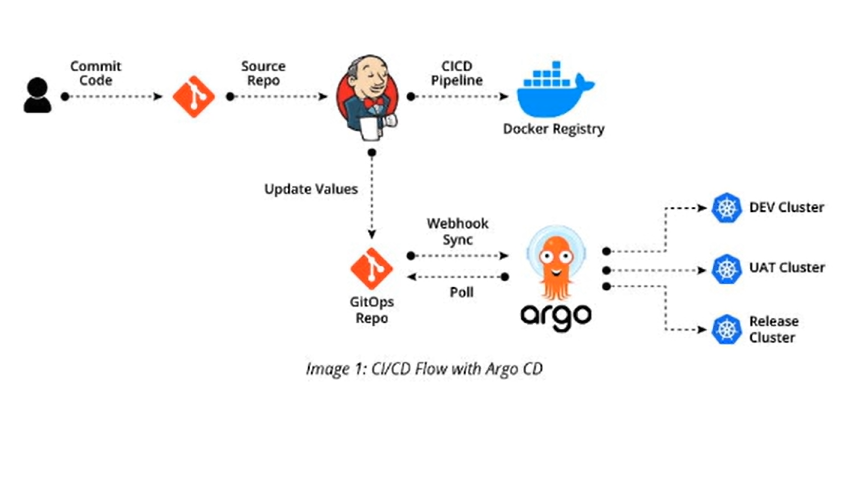 Commit
Code
Source
Repo
CICD
Pipeline
Docker Registry
Update Values
Webhook
Sync
Poll
GitOps
Repo
argo
DEV Cluster
UAT Cluster
Release
Cluster
Image 1: CI/CD Flow with Argo CD